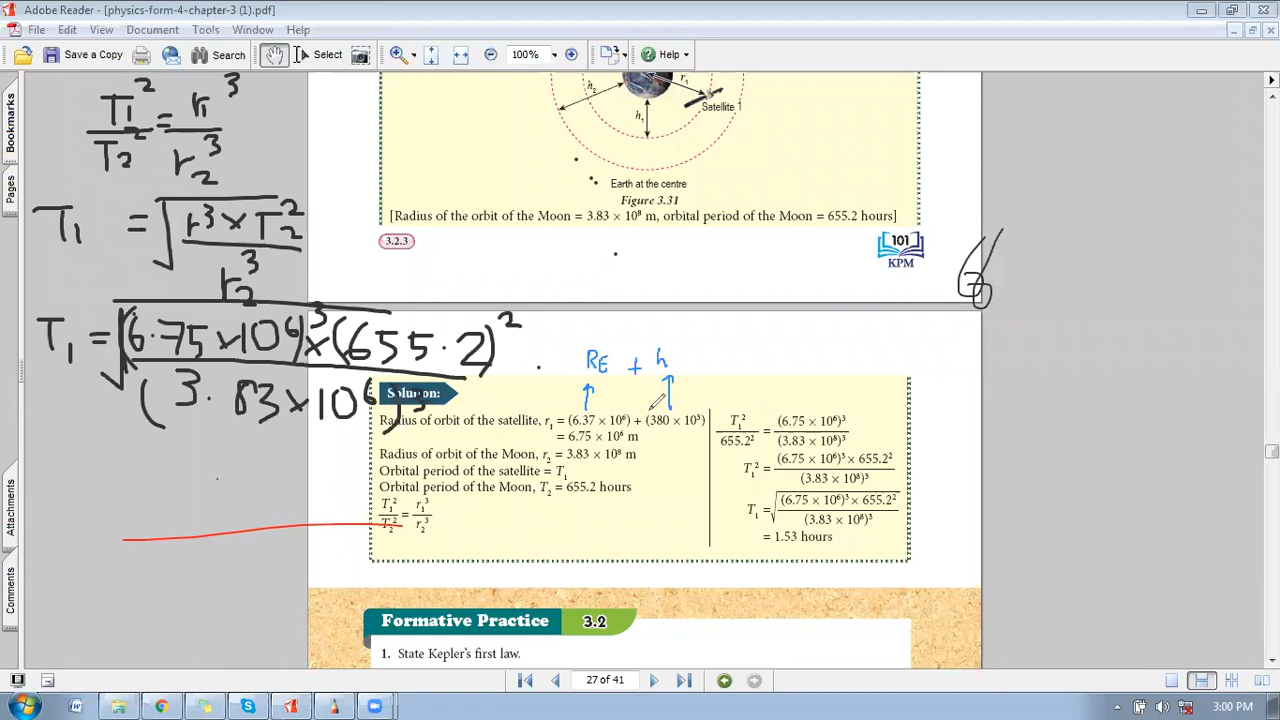 Adobe Reader - [physics-form-4-chapter-3 (1).pdf]
File Edit View Document Tools Window Help
Save a Copy Search Select 100% Help
Bookmarks
Pages
Attachments
Comments
h₂
r₁
Satellite 1
h₁
Earth at the centre
Figure 3.31
[Radius of the orbit of the Moon = 3.83 × 10⁸ m, orbital period of the Moon = 655.2 hours]
3.2.3
101
KPM
T₁²/T₂² = r₁³/r₂³
T₁ = √(r³ × T₂²/r₂³)
T₁ = √((6.75 × 10⁶)³ × (655.2)²/(3.83 × 10⁶)³)
RE + h
Solution:
Radius of orbit of the satellite, r₁ = (6.37 × 10⁶) + (380 × 10³)
= 6.75 × 10⁶ m
Radius of orbit of the Moon, r₂ = 3.83 × 10⁸ m
Orbital period of the satellite = T₁
Orbital period of the Moon, T₂ = 655.2 hours
T₁²/T₂² = r₁³/r₂³
T₁²/655.2² = (6.75 × 10⁶)³/(3.83 × 10⁸)³
T₁² = (6.75 × 10⁶)³ × 655.2²/(3.83 × 10⁸)³
T₁ = √((6.75 × 10⁶)³ × 655.2²/(3.83 × 10⁸)³)
= 1.53 hours
Formative Practice 3.2
1. State Kepler's first law.
27 of 41
3:00 PM